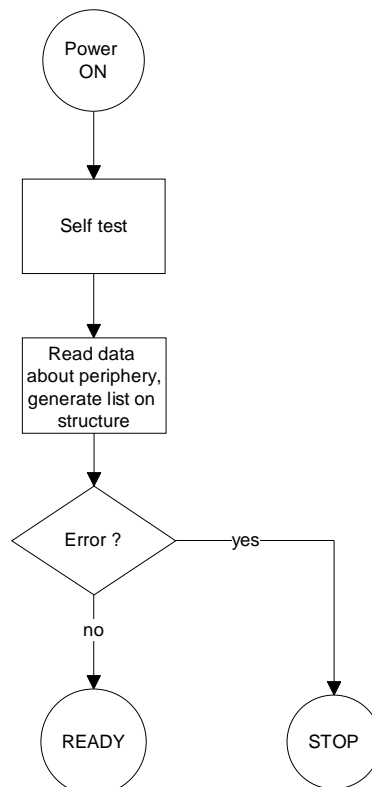 Power
ON
Self test
Read data
about periphery,
generate list on
structure
Error ?
yes
no
READY
STOP